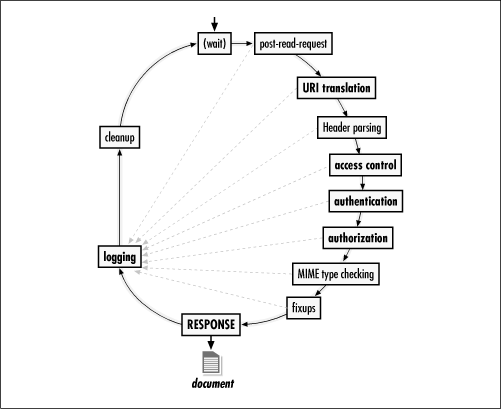 (wait)
post-read-request
URI translation
Header parsing
access control
authentication
authorization
MIME type checking
fixups
RESPONSE
document
logging
cleanup